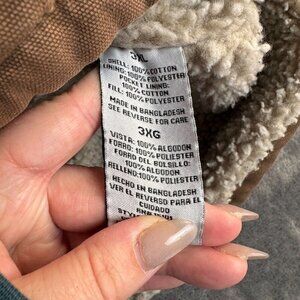 3XL
SHELL: 100% COTTON
LINING: 100% POLYESTER
POCKET LINING:
100% COTTON
FILL: 100% POLYESTER
MADE IN BANGLADESH
SEE REVERSE FOR CARE
3XG
VISTA: 100% ALGODON
FORRO: 100% POLIESTER
FORRO DEL BOLSILLO:
100% ALGODON
RELLENO: 100% POLIESTER
HECHO EN BANGLADESH
VER EL REVERSO PARA EL
CUIDADO
STYLE